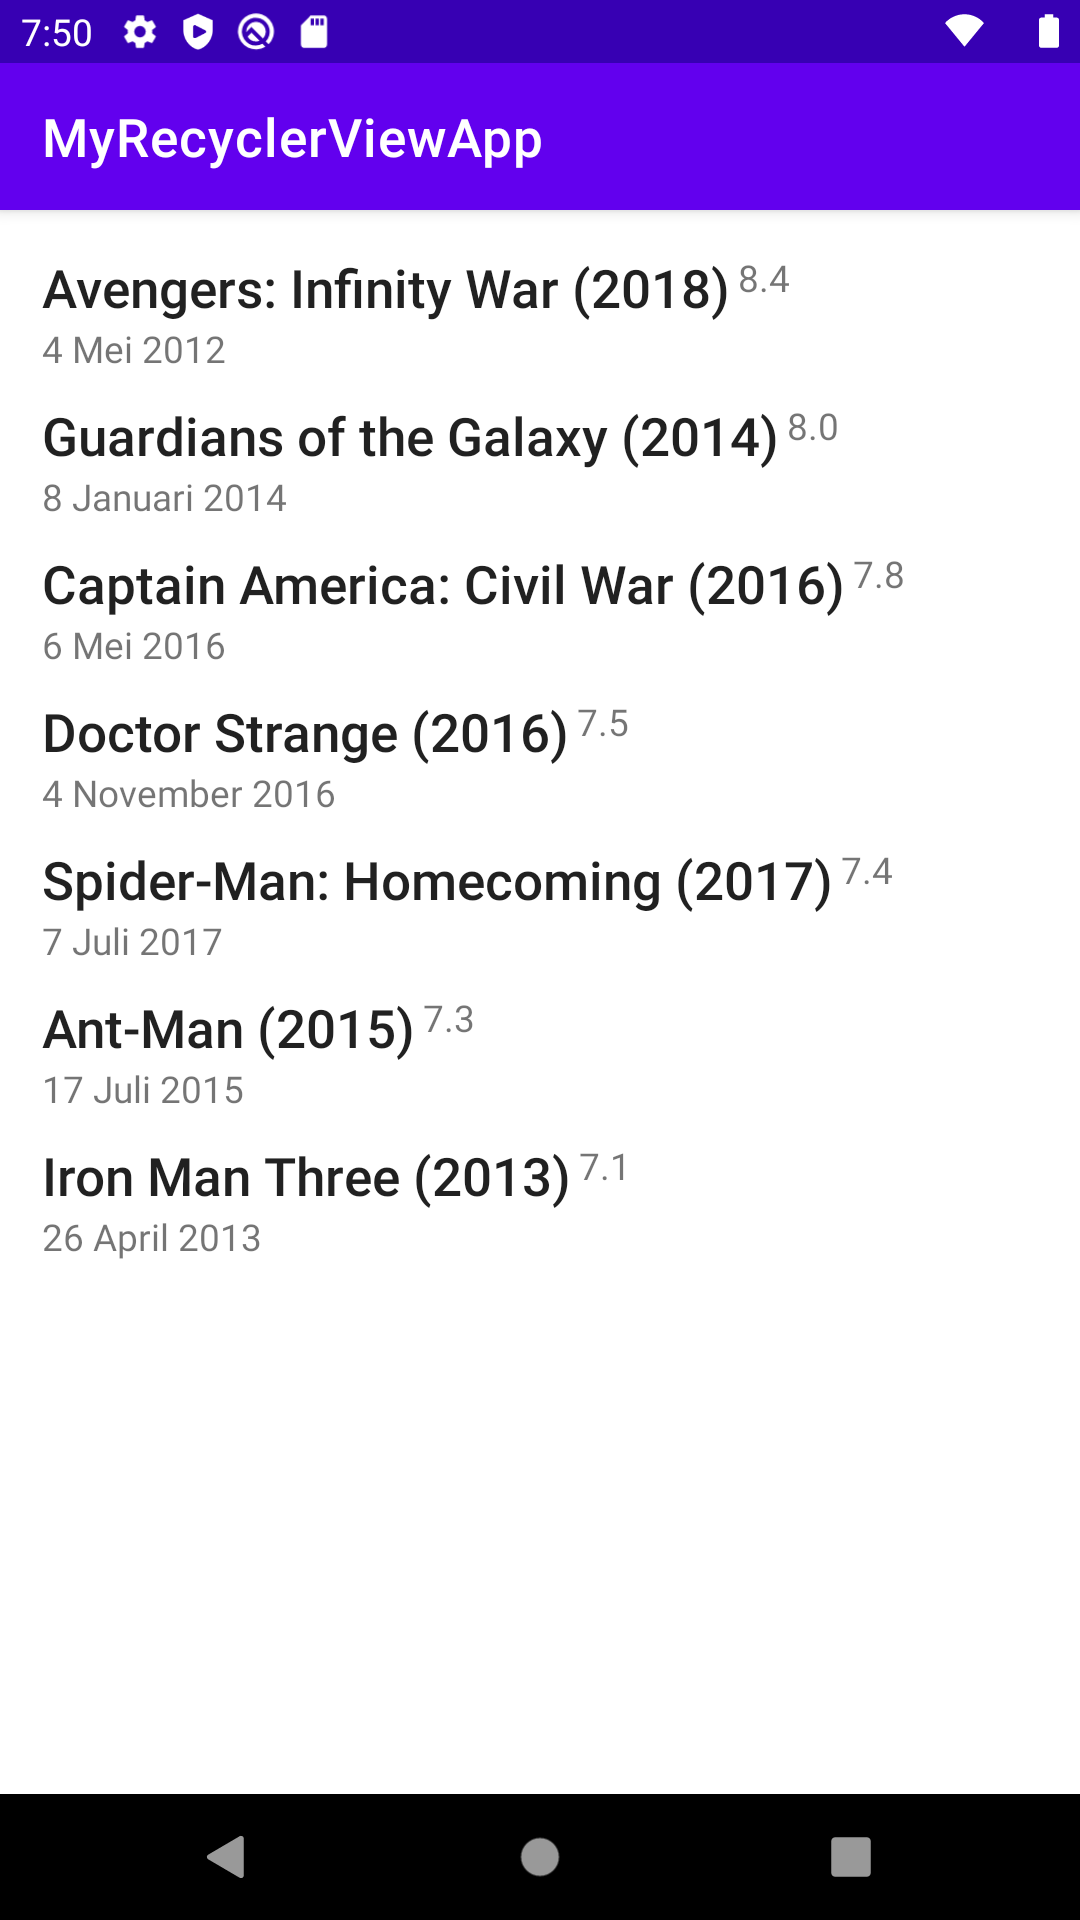 7:50
MyRecyclerViewApp
Avengers: Infinity War (2018) 8.4
4 Mei 2012
Guardians of the Galaxy (2014) 8.0
8 Januari 2014
Captain America: Civil War (2016) 7.8
6 Mei 2016
Doctor Strange (2016) 7.5
4 November 2016
Spider-Man: Homecoming (2017) 7.4
7 Juli 2017
Ant-Man (2015) 7.3
17 Juli 2015
Iron Man Three (2013) 7.1
26 April 2013